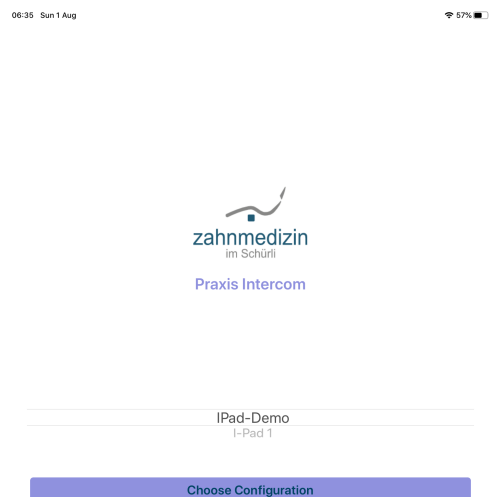 06:35 Sun 1 Aug 57%
zahnmedizin
im Schürli
Praxis Intercom
IPad-Demo
I-Pad 1
Choose Configuration